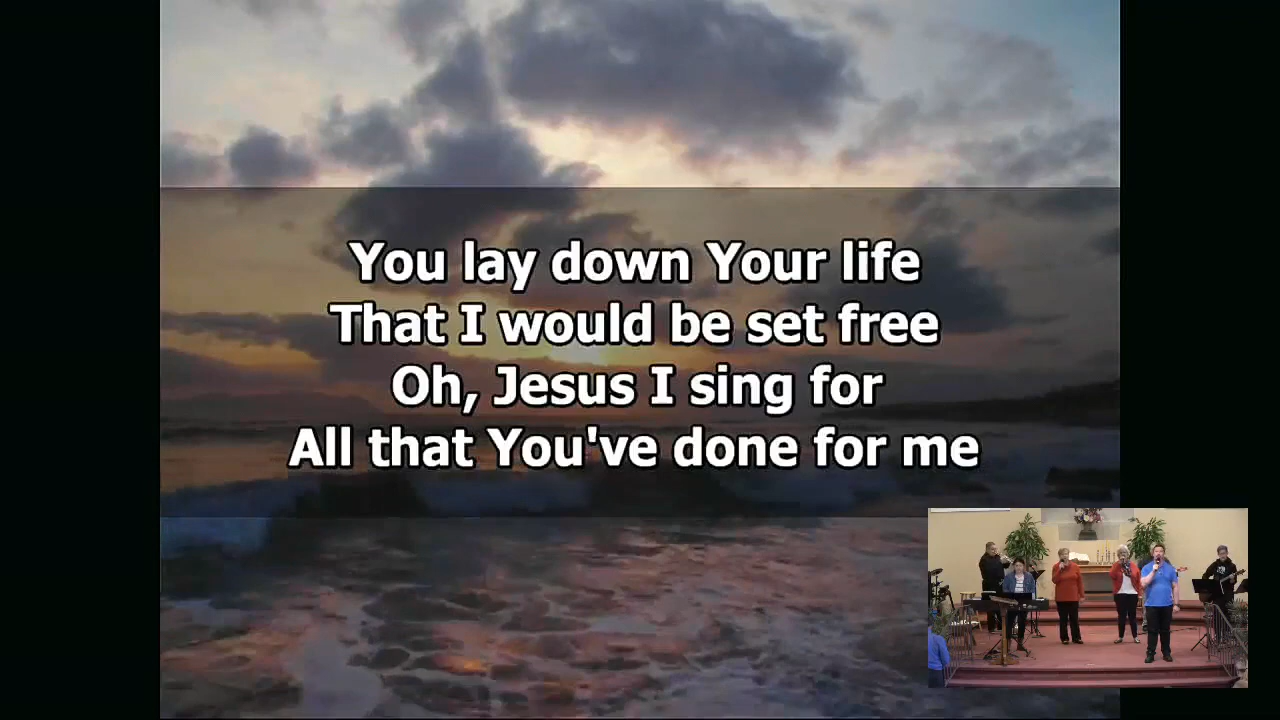 You lay down Your life
That I would be set free
Oh, Jesus I sing for
All that You've done for me